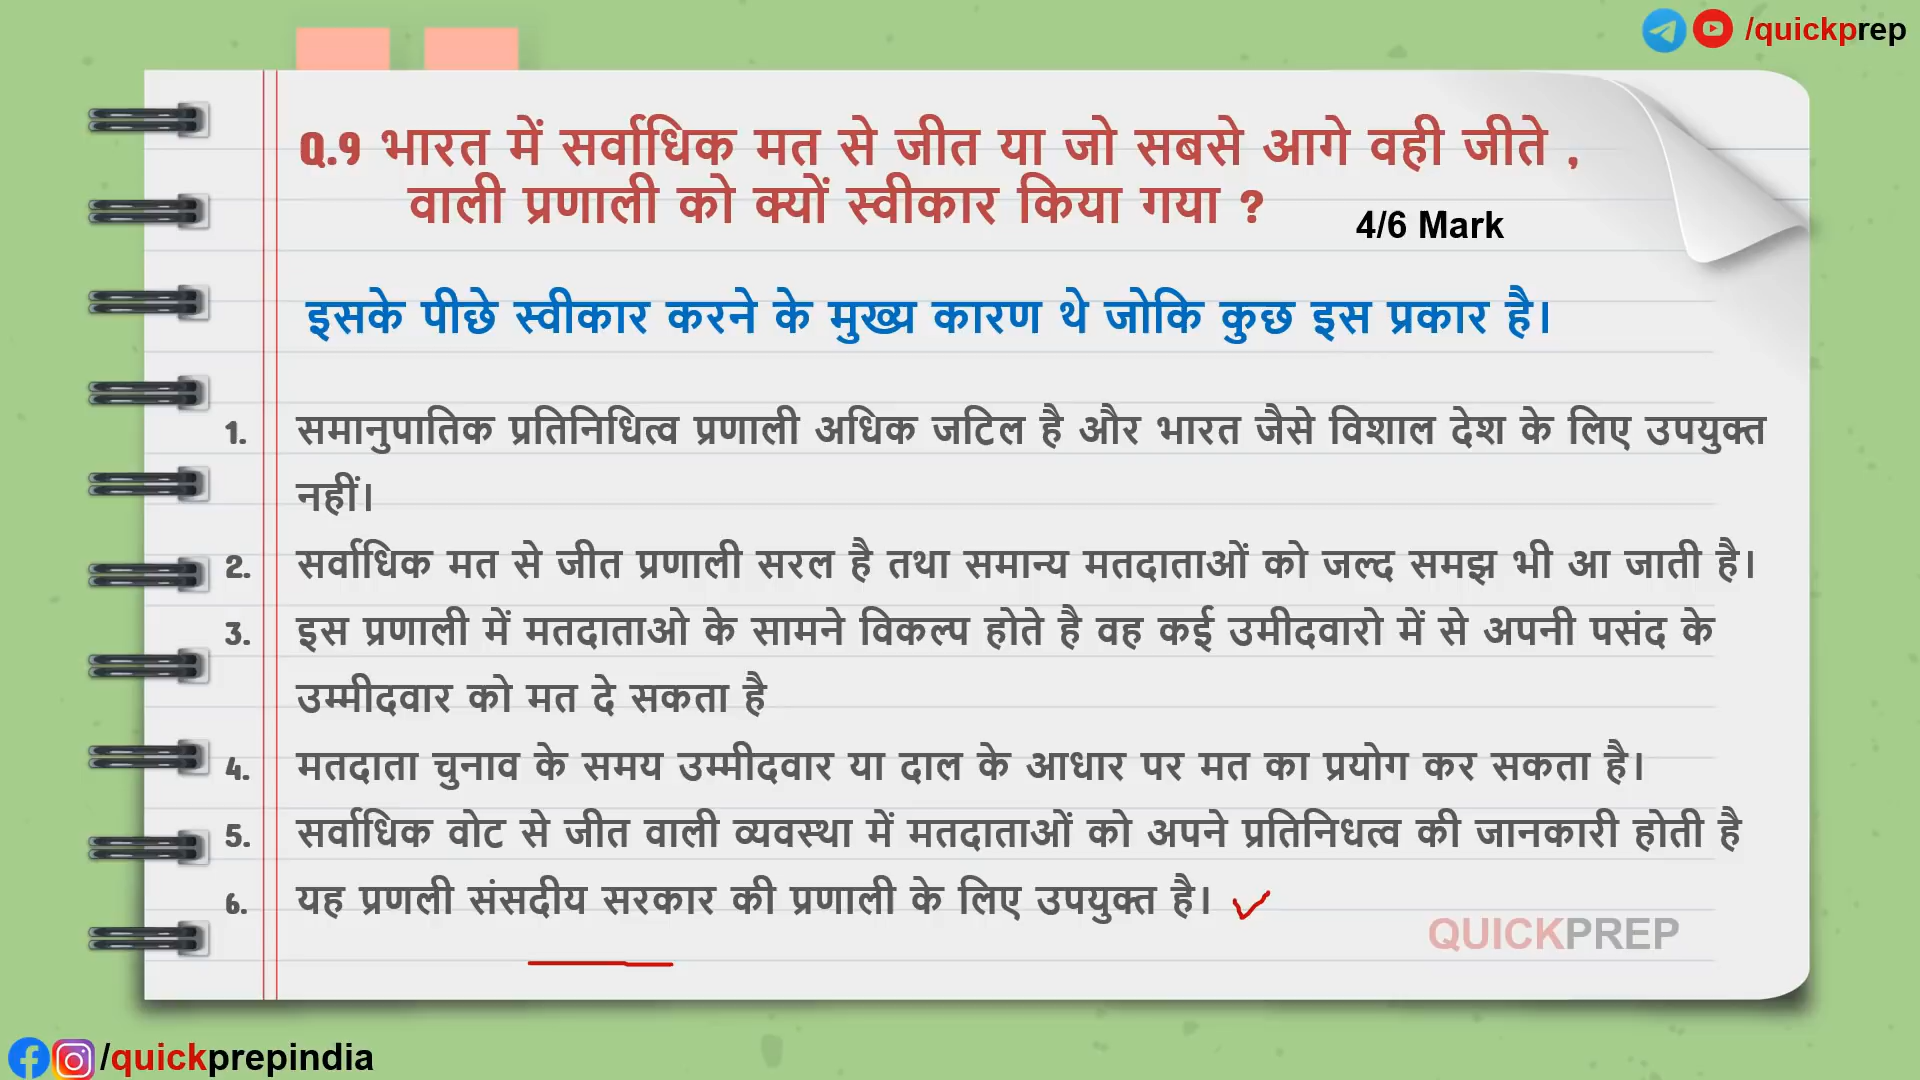 /quickprep
Q.9 भारत में सर्वाधिक मत से जीत या जो सबसे आगे वही जीते ,
वाली प्रणाली को क्यों स्वीकार किया गया ?
4/6 Mark
इसके पीछे स्वीकार करने के मुख्य कारण थे जोकि कुछ इस प्रकार है।
1. समानुपातिक प्रतिनिधित्व प्रणाली अधिक जटिल है और भारत जैसे विशाल देश के लिए उपयुक्त
नहीं।
2. सर्वाधिक मत से जीत प्रणाली सरल है तथा समान्य मतदाताओं को जल्द समझ भी आ जाती है।
3. इस प्रणाली में मतदाताओ के सामने विकल्प होते है वह कई उमीदवारो में से अपनी पसंद के
उम्मीदवार को मत दे सकता है
4. मतदाता चुनाव के समय उम्मीदवार या दाल के आधार पर मत का प्रयोग कर सकता है।
5. सर्वाधिक वोट से जीत वाली व्यवस्था में मतदाताओं को अपने प्रतिनिधत्व की जानकारी होती है
6. यह प्रणली संसदीय सरकार की प्रणाली के लिए उपयुक्त है।
QUICKPREP
/quickprepindia